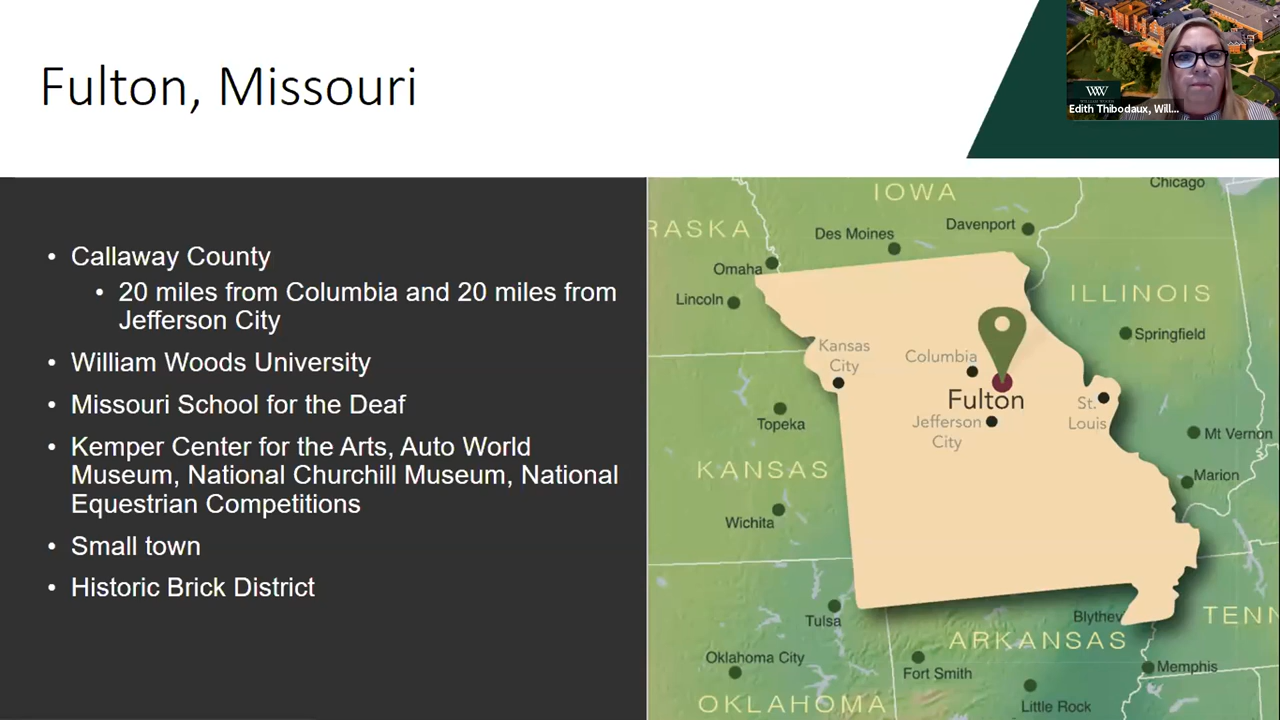 Fulton, Missouri
WW
Edith Thibodaux, Will...
• Callaway County
• 20 miles from Columbia and 20 miles from
Jefferson City
• William Woods University
• Missouri School for the Deaf
• Kemper Center for the Arts, Auto World
Museum, National Churchill Museum, National
Equestrian Competitions
• Small town
• Historic Brick District
Chicago
IOWA
RASKA
Davenport
Des Moines
Omaha
Lincoln
ILLINOIS
Springfield
Kansas
City
Columbia
Fulton
St.
Louis
Jefferson
City
Topeka
Mt Vernon
KANSAS
Marion
Wichita
Tulsa
Blythev
TENN
ARKANSAS
Oklahoma City
Fort Smith
Memphis
OKLAHOMA
Little Rock